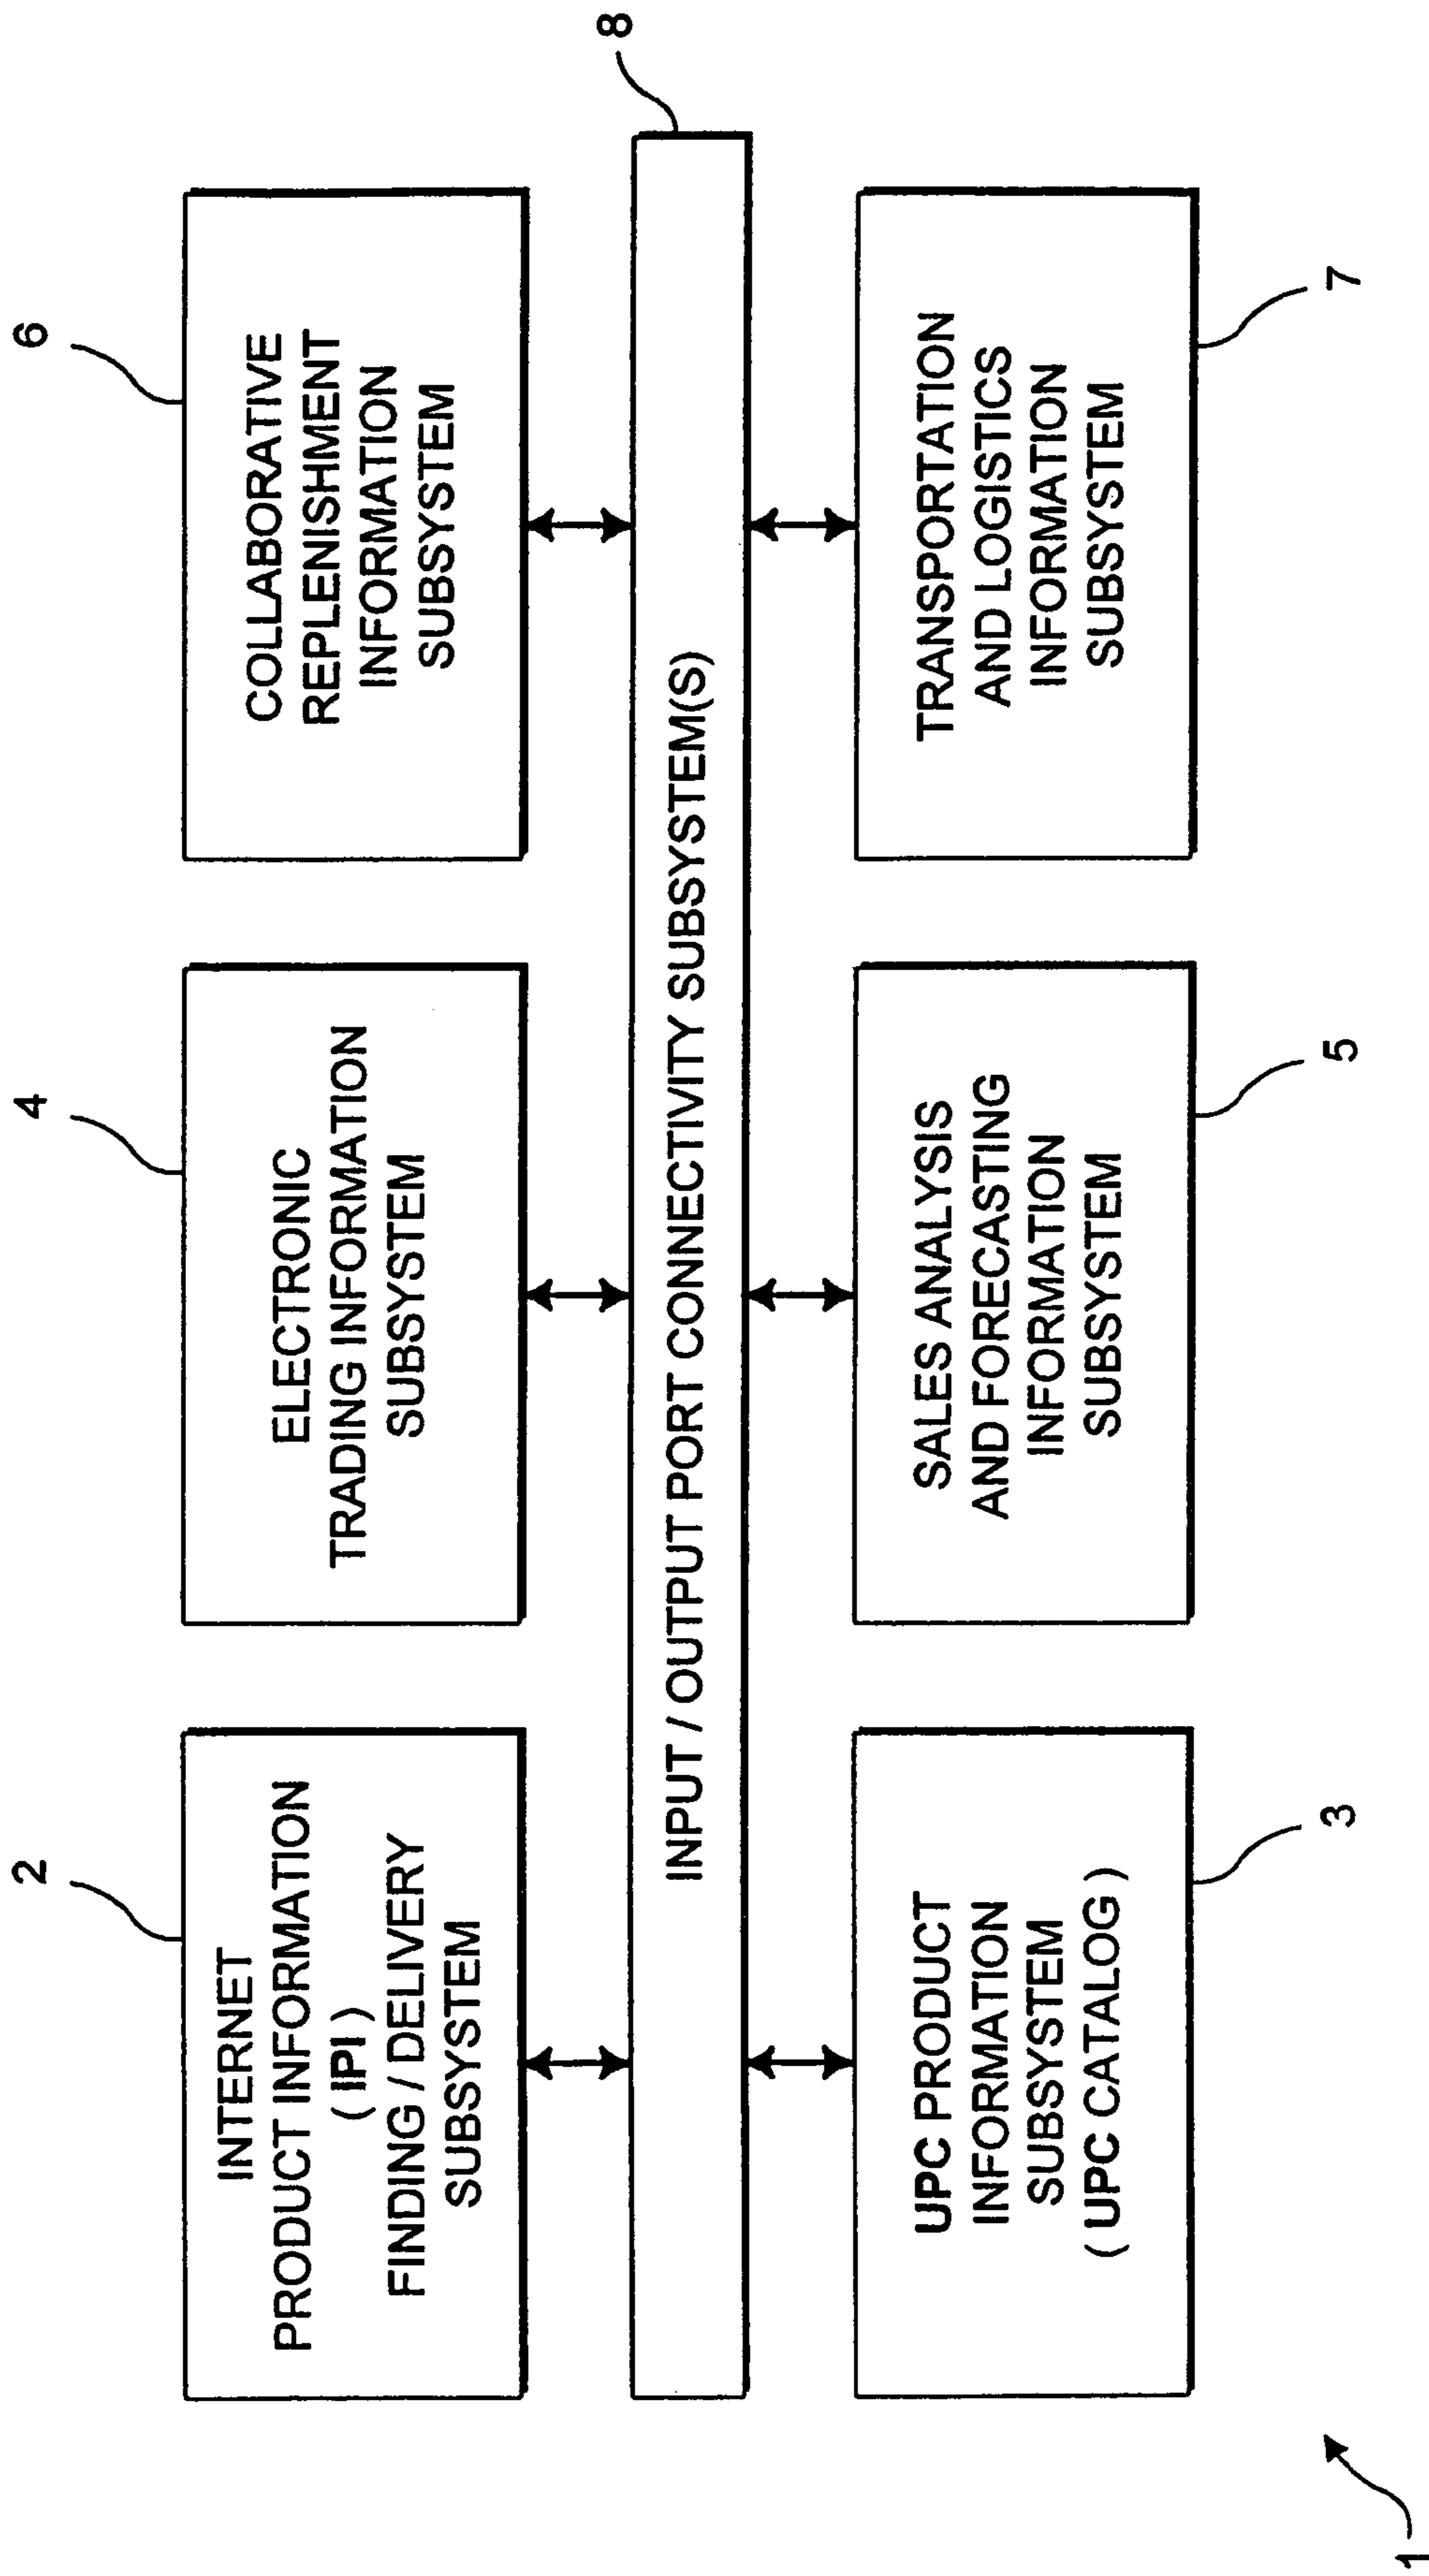 2
INTERNET
PRODUCT INFORMATION
( IPI )
FINDING / DELIVERY
SUBSYSTEM
4
ELECTRONIC
TRADING INFORMATION
SUBSYSTEM
6
COLLABORATIVE
REPLENISHMENT
INFORMATION
SUBSYSTEM
8
INPUT / OUTPUT PORT CONNECTIVITY SUBSYSTEM(S)
UPC PRODUCT
INFORMATION
SUBSYSTEM
( UPC CATALOG )
3
SALES ANALYSIS
AND FORECASTING
INFORMATION
SUBSYSTEM
5
TRANSPORTATION
AND LOGISTICS
INFORMATION
SUBSYSTEM
7
1